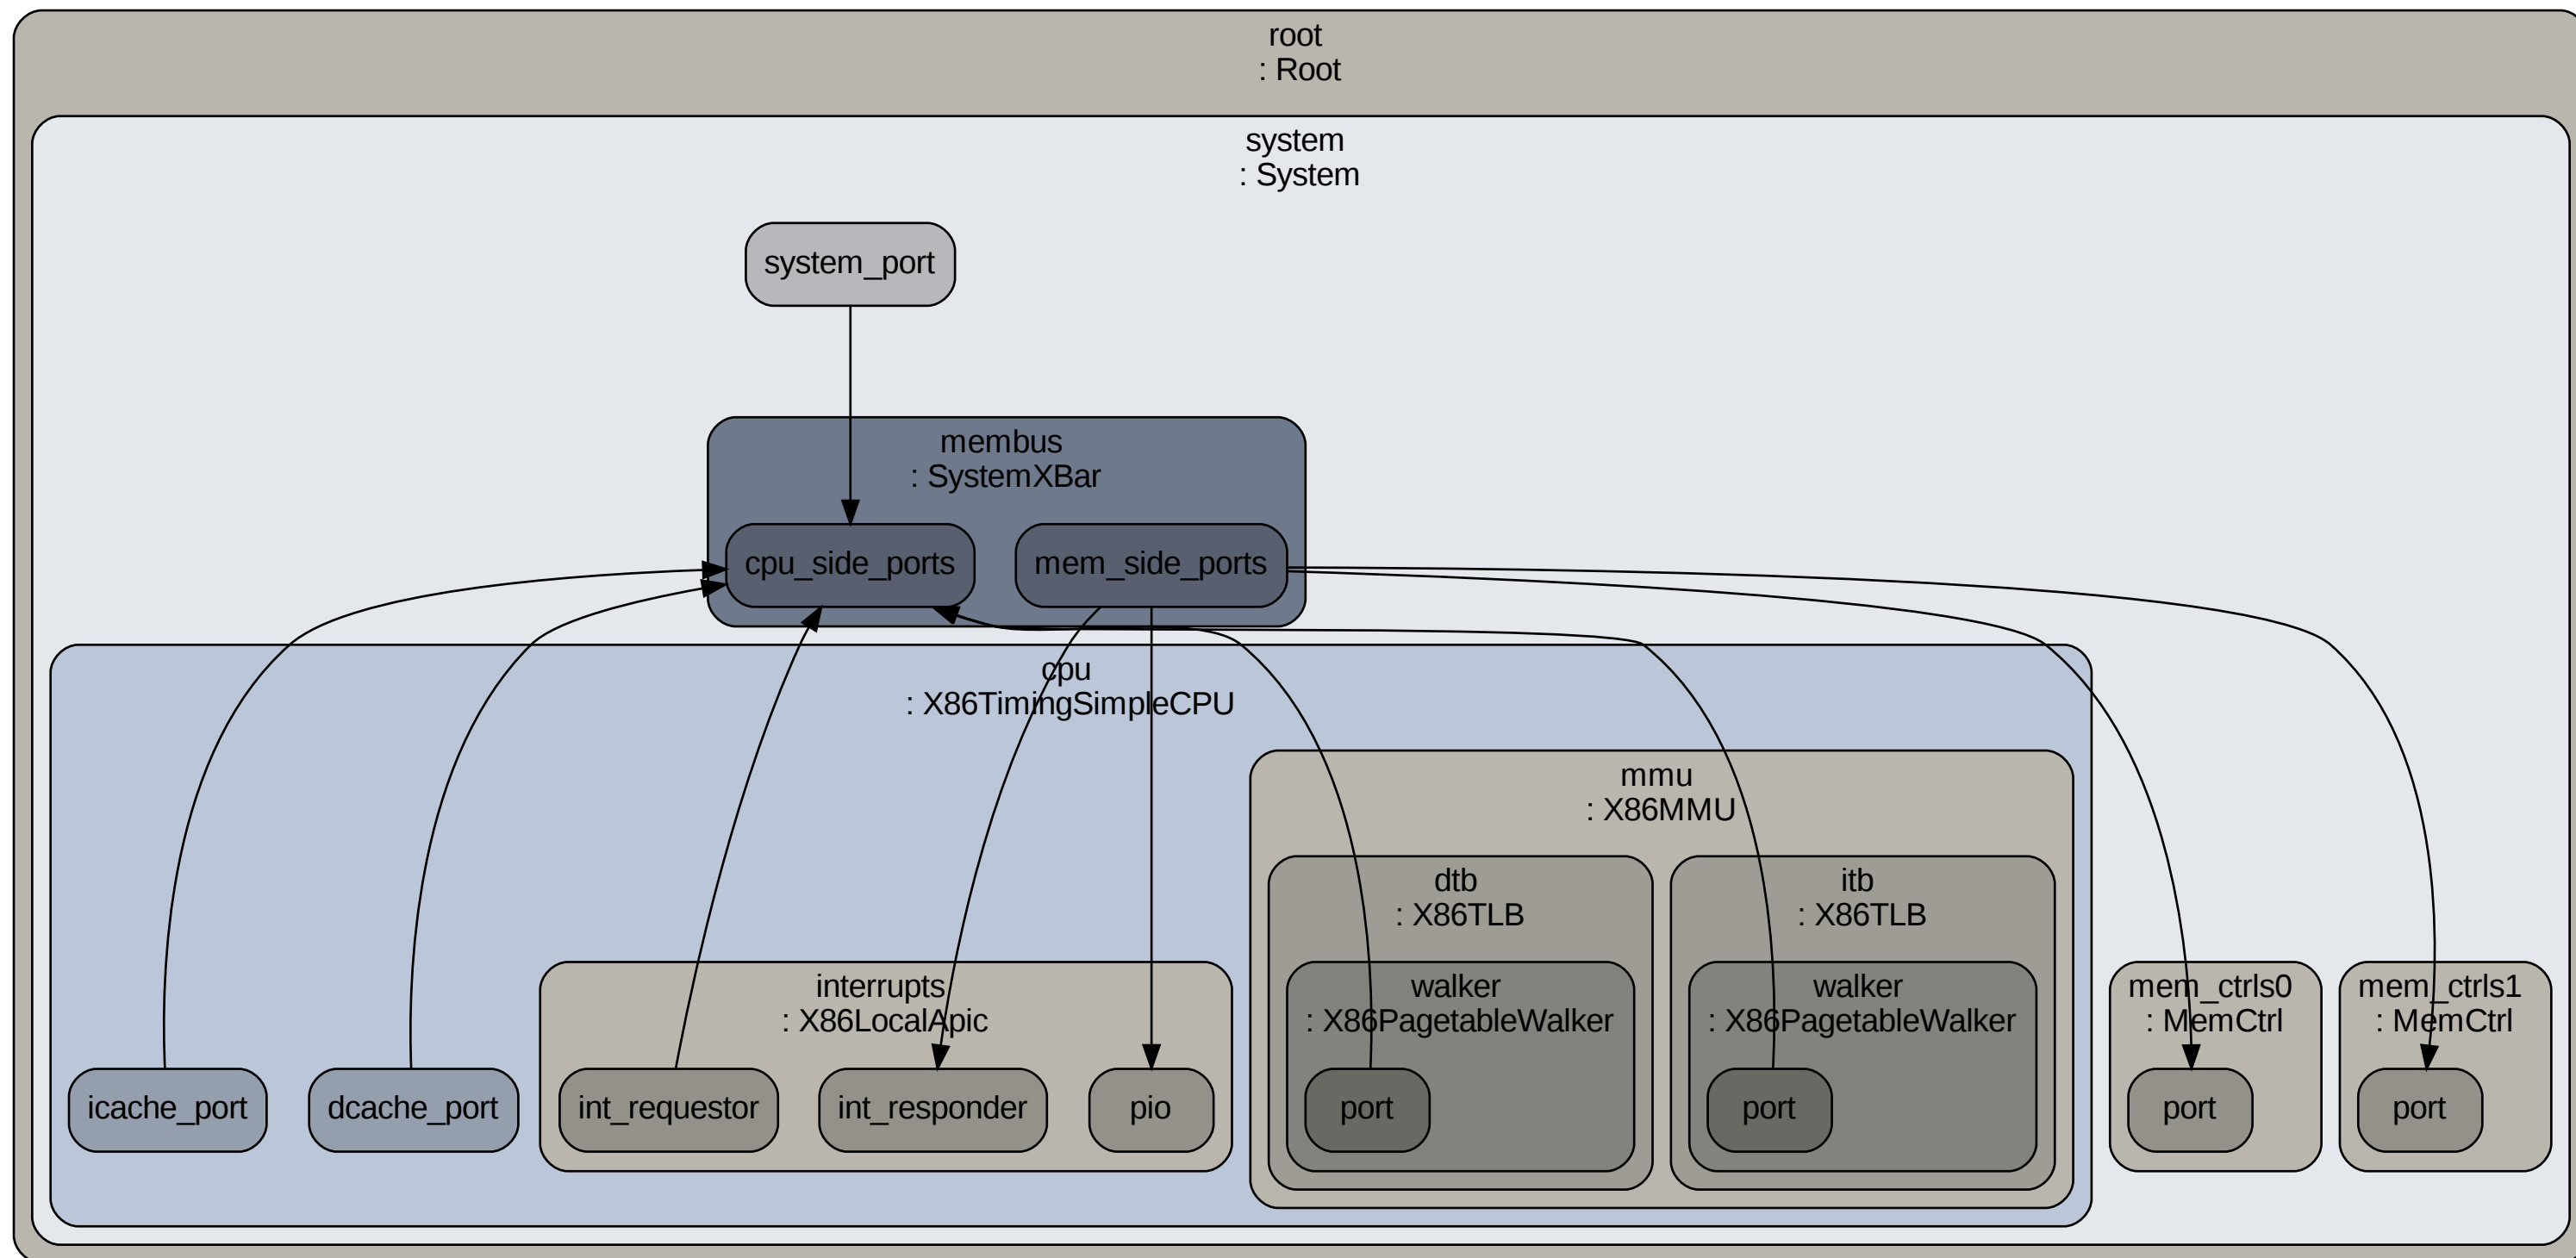 root
: Root
system
: System
system_port
membus
: SystemXBar
cpu_side_ports
mem_side_ports
cpu
: X86TimingSimpleCPU
mmu
: X86MMU
dtb
: X86TLB
itb
: X86TLB
interrupts
: X86LocalApic
walker
: X86PagetableWalker
walker
: X86PagetableWalker
mem_ctrls0
: MemCtrl
mem_ctrls1
: MemCtrl
icache_port
dcache_port
int_requestor
int_responder
pio
port
port
port
port